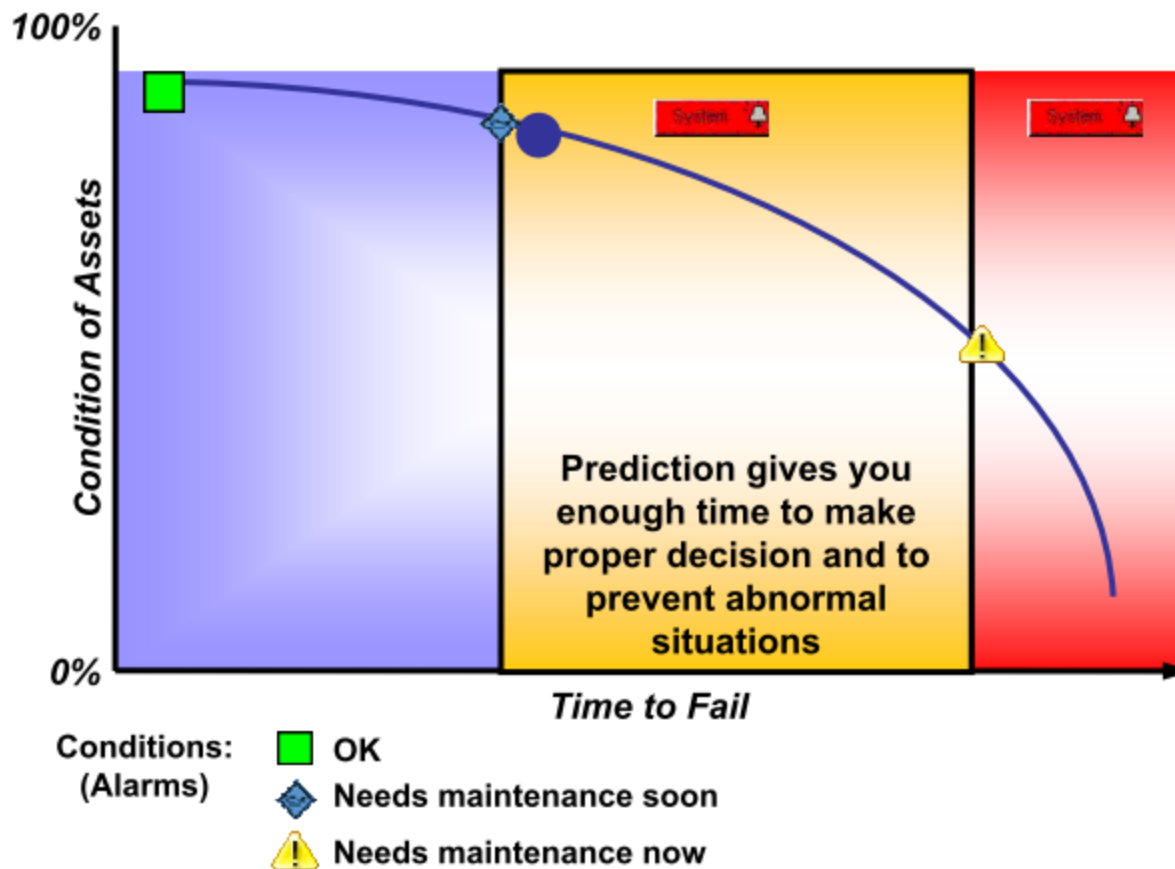 100%
System
System
Condition of Assets
Prediction gives you
enough time to make
proper decision and to
prevent abnormal
situations
0%
Time to Fail
Conditions:
(Alarms)
OK
Needs maintenance soon
Needs maintenance now